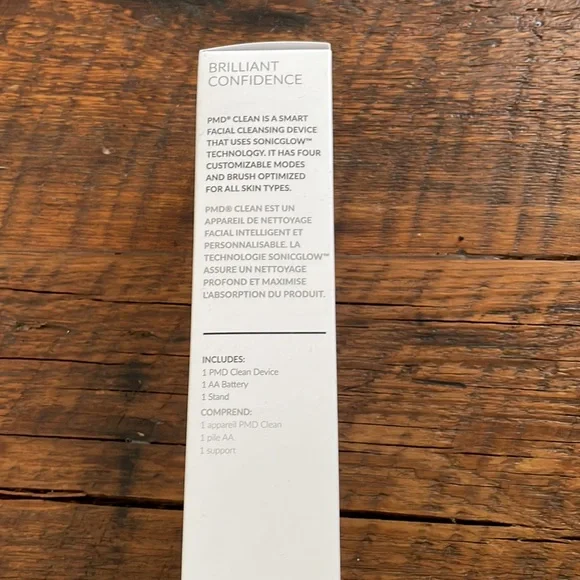 BRILLIANT
CONFIDENCE
PMD® CLEAN IS A SMART
FACIAL CLEANSING DEVICE
THAT USES SONICGLOW™
TECHNOLOGY. IT HAS FOUR
CUSTOMIZABLE MODES
AND BRUSH OPTIMIZED
FOR ALL SKIN TYPES.
PMD® CLEAN EST UN
APPAREIL DE NETTOYAGE
FACIAL INTELLIGENT ET
PERSONNALISABLE. LA
TECHNOLOGIE SONICGLOW™
ASSURE UN NETTOYAGE
PROFOND ET MAXIMISE
L'ABSORPTION DU PRODUIT.
INCLUDES:
1 PMD Clean Device
1 AA Battery
1 Stand
COMPREND:
1 appareil PMD Clean
1 pile AA
1 support